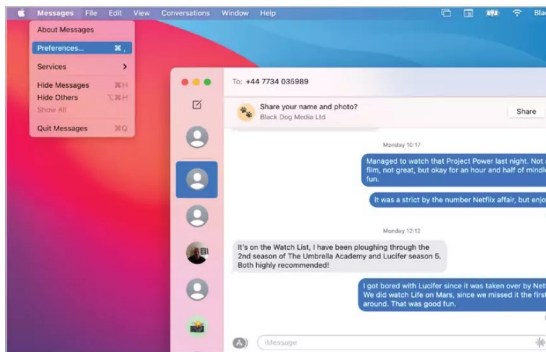 Messages File Edit View Conversations Window Help
About Messages
Preferences... ⌘ ,
Services >
Hide Messages ⌘H
Hide Others ⌥⌘H
Show All
Quit Messages ⌘Q
To: +44 7734 035989
Share your name and photo?
Black Dog Media Ltd
Share
Monday 10:17
Managed to watch that Project Power last night. Not
film, not great, but okay for an hour and half of mindle
fun.
It was a strict by the number Netflix affair, but enjo
Monday 12:12
It's on the Watch List, I have been ploughing through the
2nd season of The Umbrella Academy and Lucifer season 5.
Both highly recommended!
I got bored with Lucifer since it was taken over by Net
We did watch Life on Mars, since we missed it the first
around. That was good fun.
iMessage